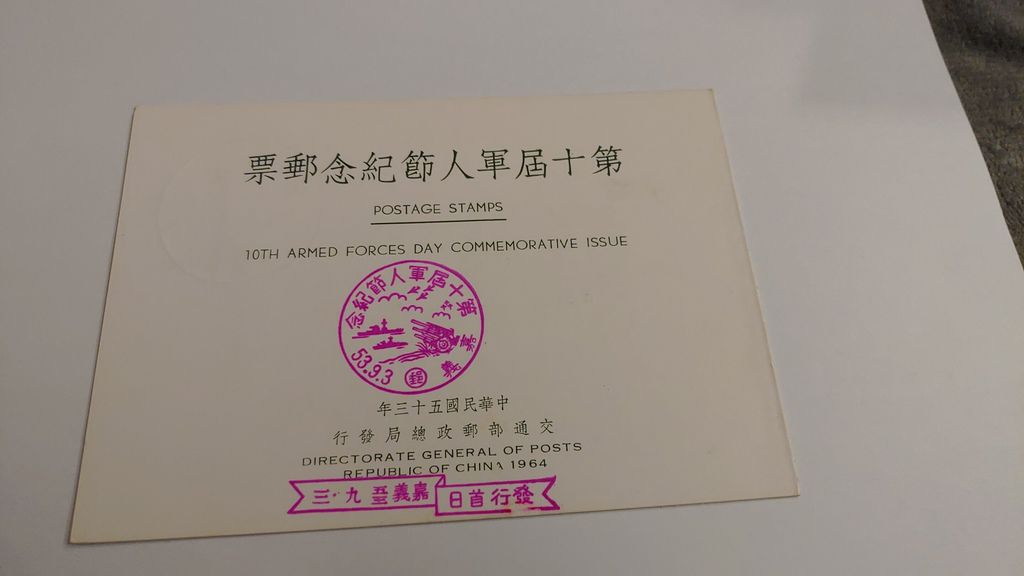 第十屆軍人節紀念郵票
POSTAGE STAMPS
10TH ARMED FORCES DAY COMMEMORATIVE ISSUE
第十屆軍人節紀念
嘉義
53.9.3
郵
中華民國五十三年
交通部郵政總局發行
DIRECTORATE GENERAL OF POSTS
REPUBLIC OF CHINA 1964
發行首日
嘉義 九.三